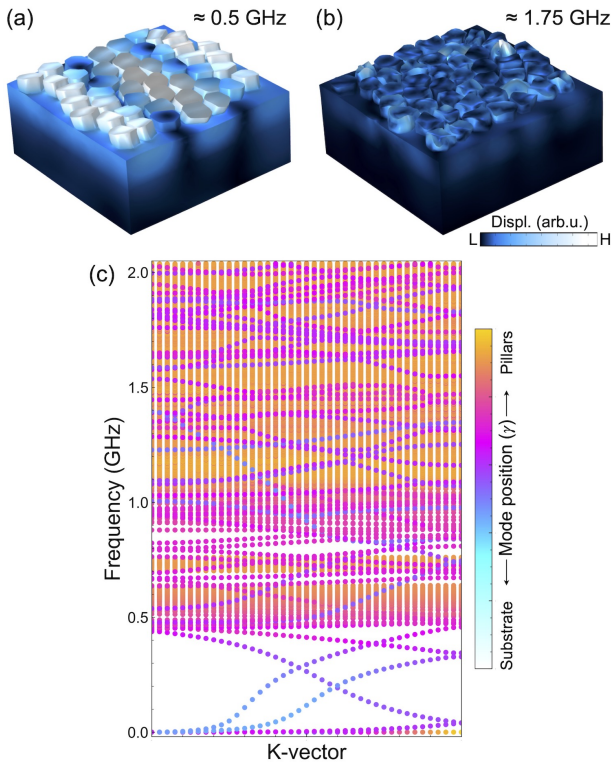 (a) ≈ 0.5 GHz
(b) ≈ 1.75 GHz
Displ. (arb.u.)
L H
(c)
2.0
1.5
1.0
0.5
0.0
Frequency (GHz)
K-vector
Substrate ← Mode position (γ) → Pillars